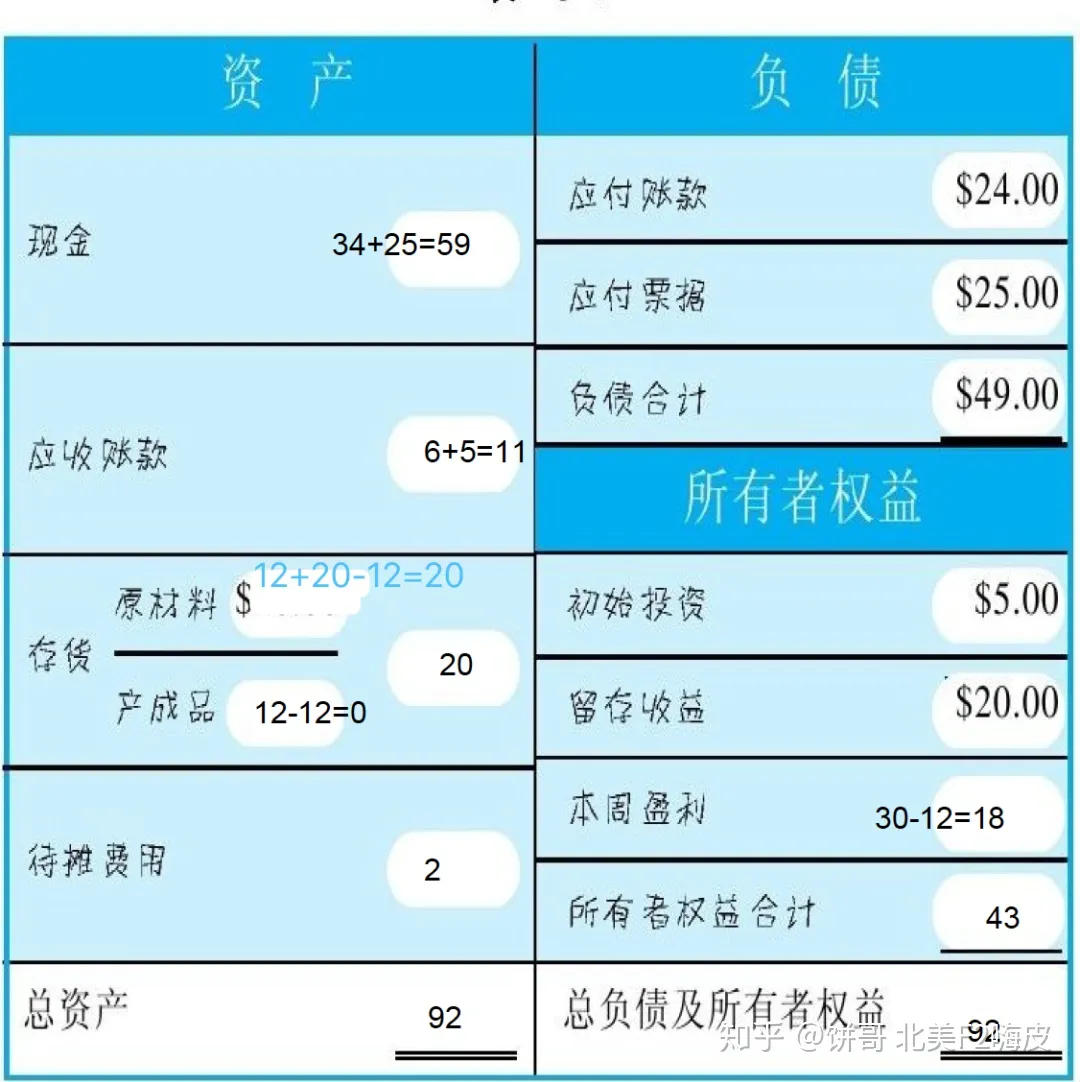 资 产
现金 34+25=59
应收账款 6+5=11
原材料 $ 12+20-12=20
存货 20
产成品 12-12=0
待摊费用 2
总资产 92
负 债
应付账款 $24.00
应付票据 $25.00
负债合计 $49.00
所有者权益
初始投资 $5.00
留存收益 $20.00
本周盈利 30-12=18
所有者权益合计 43
总负债及所有者权益 92
知乎 @饼哥 北美F2嗨皮